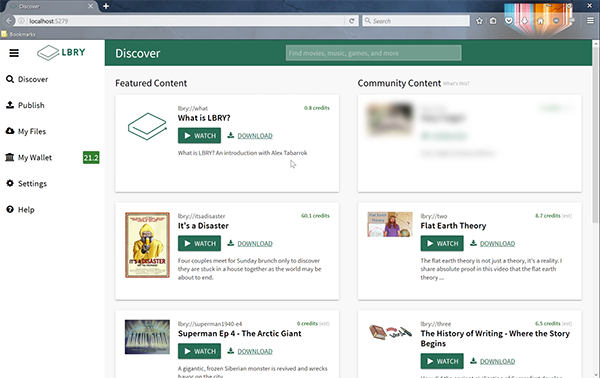 Discover
localhost:5279
Search
Bookmarks
LBRY
Discover
Find movies, music, games, and more
Discover
Publish
My Files
My Wallet
21.2
Settings
Help
Featured Content
lbry://what
0.8 credits
What is LBRY?
WATCH
DOWNLOAD
What is LBRY? An introduction with Alex Tabarrok
lbry://itsadisaster
60.1 credits
It's a Disaster
WATCH
DOWNLOAD
Four couples meet for Sunday brunch only to discover
they are stuck in a house together as the world may be
about to end.
IT'S A DISASTER
lbry://superman1940-e4
0 credits (est)
Superman Ep 4 - The Arctic Giant
WATCH
DOWNLOAD
A gigantic, frozen Siberian monster is revived and wrecks
havoc on the city
Community Content
What's this?
lbry://two
8.7 credits (est)
Flat Earth Theory
WATCH
DOWNLOAD
The flat earth theory is not just a theory, it's a reality. I
share absolute proof in this video that the flat earth
theory ...
lbry://three
6.5 credits (est)
The History of Writing - Where the Story
Begins
WATCH
DOWNLOAD